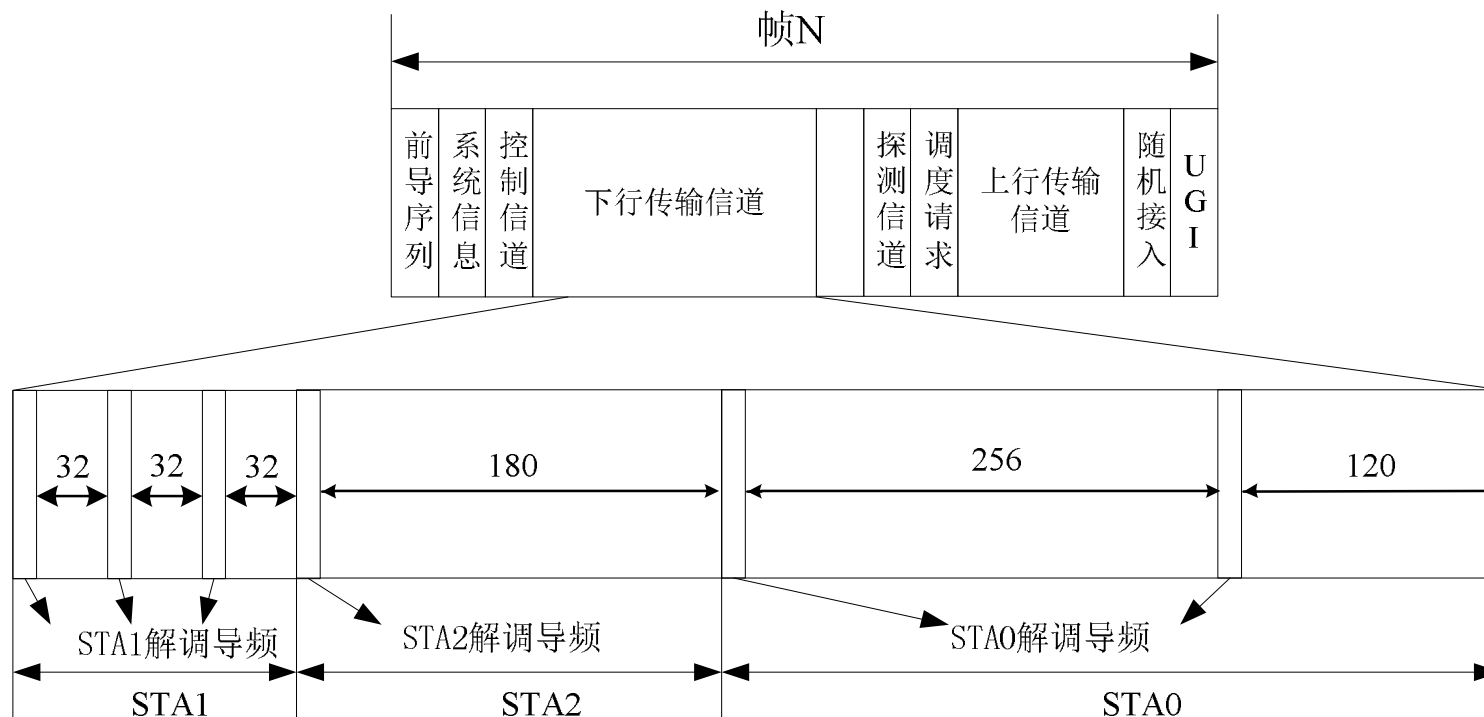 帧N
前导序列
系统信息
控制信道
下行传输信道
探测信道
调度请求
上行传输
信道
随机接入
UGI
32
32
32
180
256
120
STA1解调导频
STA2解调导频
STA0解调导频
STA1
STA2
STA0